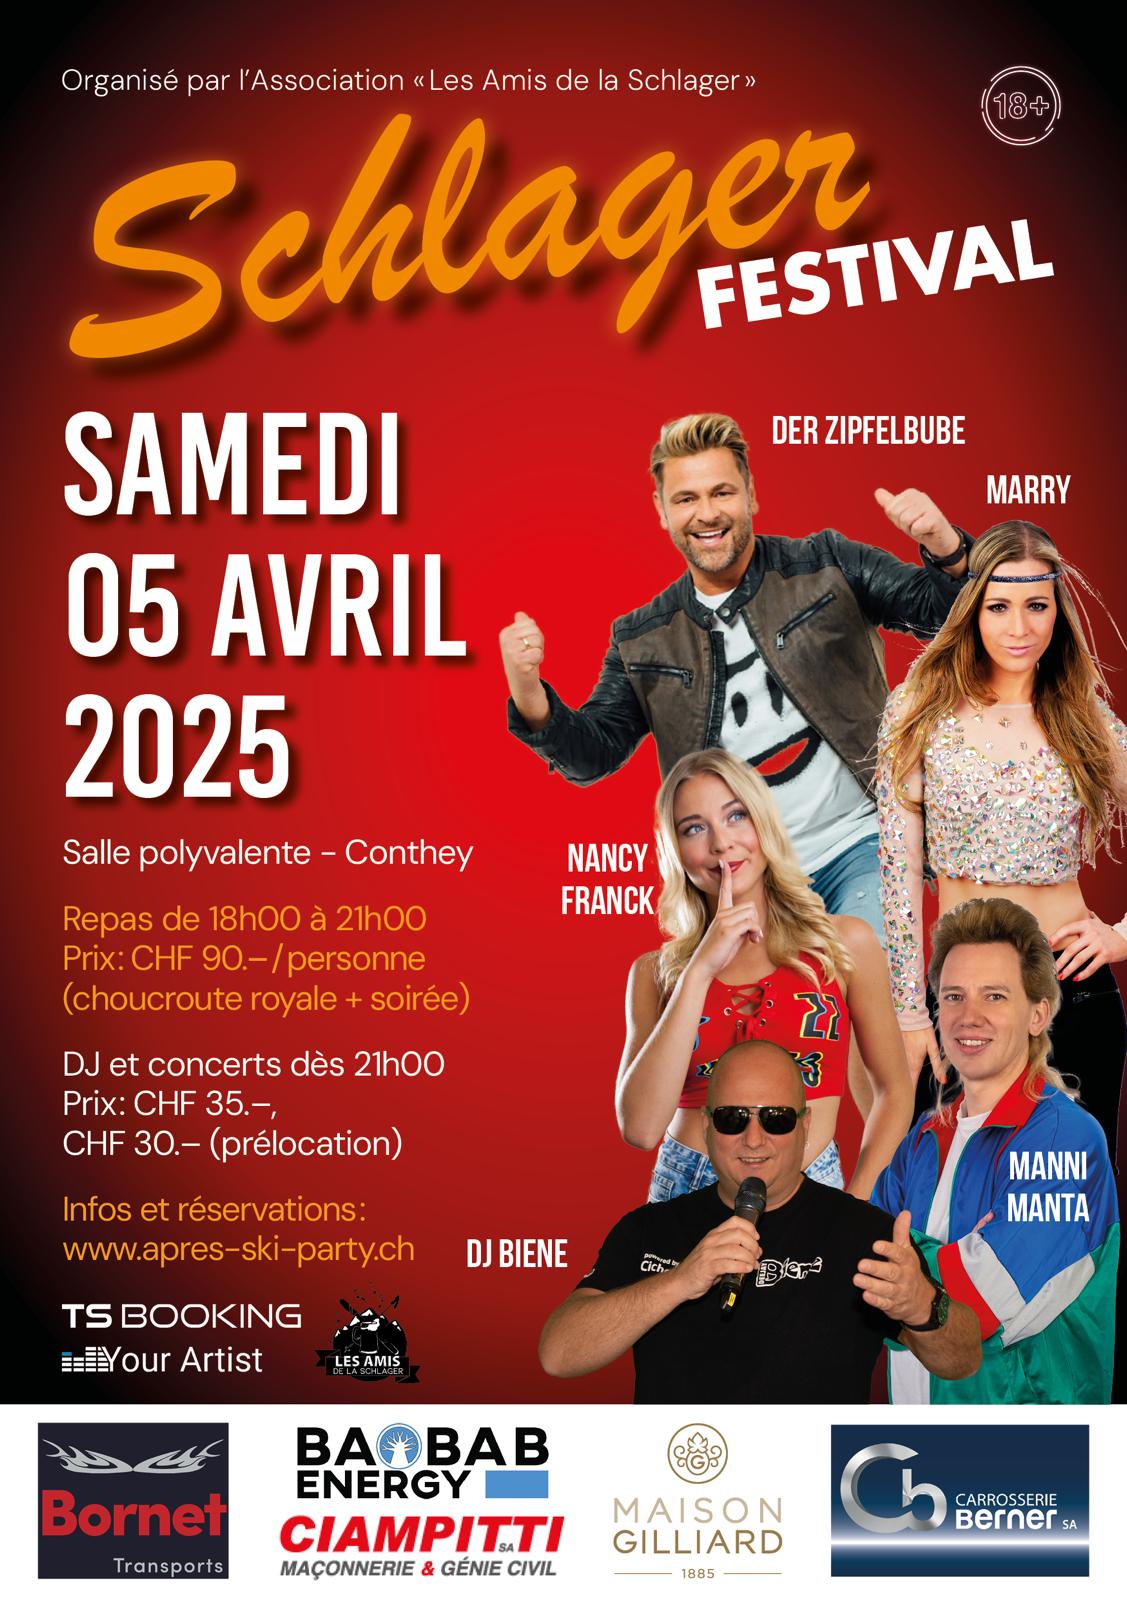 Organisé par l'Association «Les Amis de la Schlager»
18+
Schlager
FESTIVAL
SAMEDI
05 AVRIL
2025
DER ZIPFELBUBE
MARRY
Salle polyvalente – Conthey
NANCY
FRANCK
Repas de 18h00 à 21h00
Prix: CHF 90.–/personne
(choucroute royale + soirée)
22
DJ et concerts dès 21h00
Prix: CHF 35.–,
CHF 30.– (prélocation)
MANNI
MANTA
Infos et réservations:
www.apres-ski-party.ch
DJ BIENE
powered by
TS BOOKING
Your Artist
LES AMIS
DE LA SCHLAGER
Bornet
Transports
BAOBAB
ENERGY
CIAMPITTI SA
MAÇONNERIE & GÉNIE CIVIL
G
MAISON
GILLIARD
1885
Cb
CARROSSERIE
Berner SA